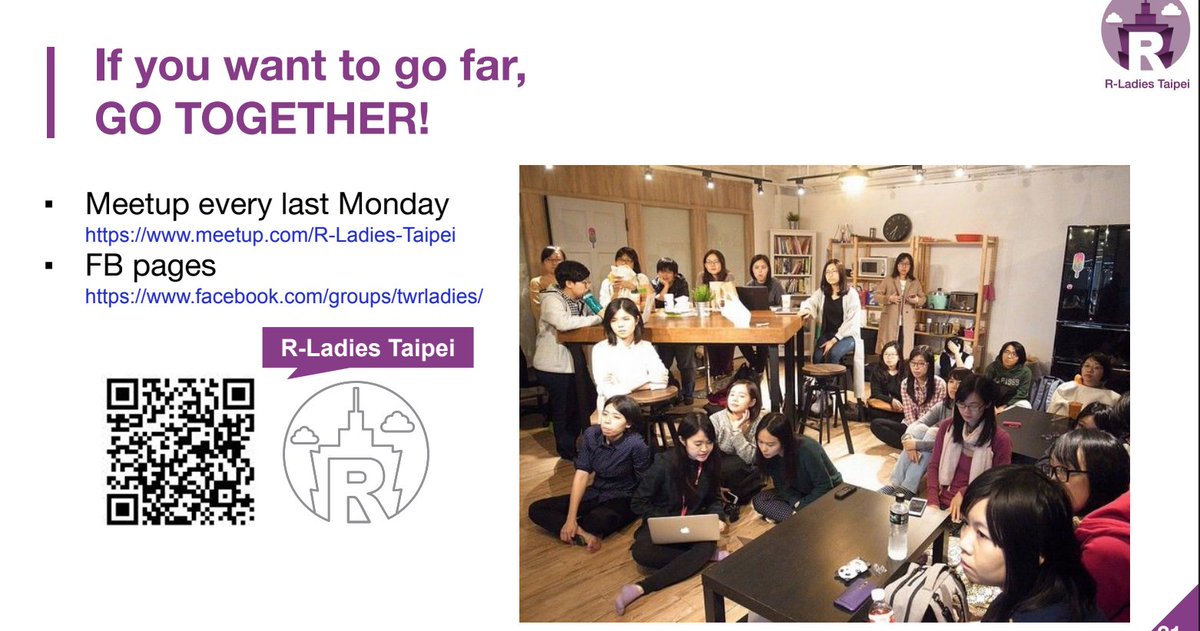 If you want to go far,
GO TOGETHER!
R
R-Ladies Taipei
▪ Meetup every last Monday
https://www.meetup.com/R-Ladies-Taipei
▪ FB pages
https://www.facebook.com/groups/twrladies/
R-Ladies Taipei
R